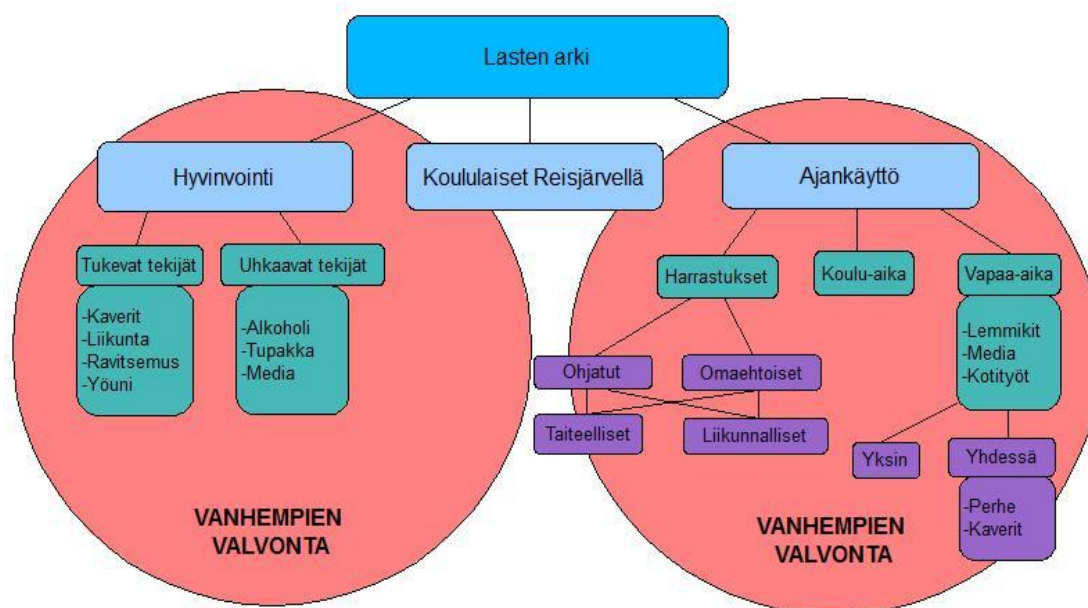 Lasten arki
Hyvinvointi
Koululaiset Reisjärvellä
Ajankäyttö
Tukevat tekijät
Uhkaavat tekijät
Harrastukset
Koulu-aika
Vapaa-aika
-Kaverit
-Liikunta
-Ravitsemus
-Yöuni
-Alkoholi
-Tupakka
-Media
-Lemmikit
-Media
-Kotityöt
Ohjatut
Omaehtoiset
Taiteelliset
Liikunnalliset
Yksin
Yhdessä
-Perhe
-Kaverit
VANHEMPIEN
VALVONTA
VANHEMPIEN
VALVONTA